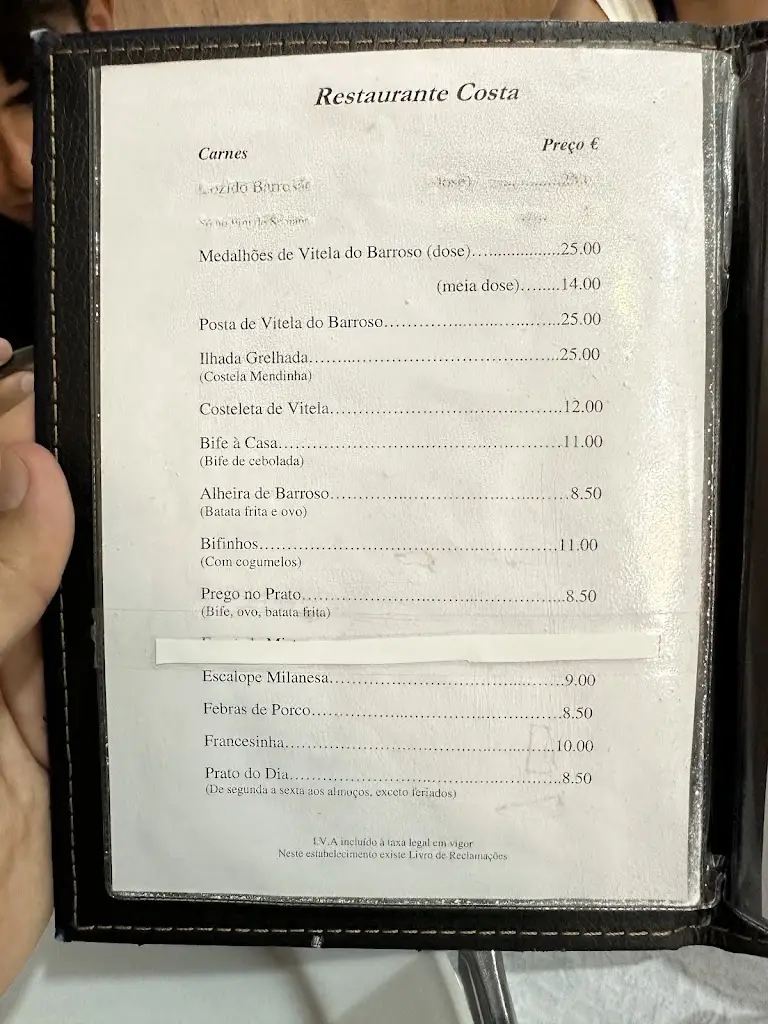 Restaurante Costa
Carnes Preço €
Cozido Barrosão
Medalhões de Vitela do Barroso (dose)....................25.00
(meia dose)........14.00
Posta de Vitela do Barroso........................................25.00
Ilhada Grelhada..........................................................25.00
(Costela Mendinha)
Costeleta de Vitela......................................................12.00
Bife à Casa.................................................................11.00
(Bife de cebolada)
Alheira de Barroso.......................................................8.50
(Batata frita e ovo)
Bifinhos......................................................................11.00
(Com cogumelos)
Prego no Prato.............................................................8.50
(Bife, ovo, batata frita)
Escalope Milanesa.......................................................9.00
Febras de Porco...........................................................8.50
Francesinha...............................................................10.00
Prato do Dia................................................................8.50
(De segunda a sexta aos almoços, exceto feriados)
I.V.A incluído à taxa legal em vigor
Neste estabelecimento existe Livro de Reclamações